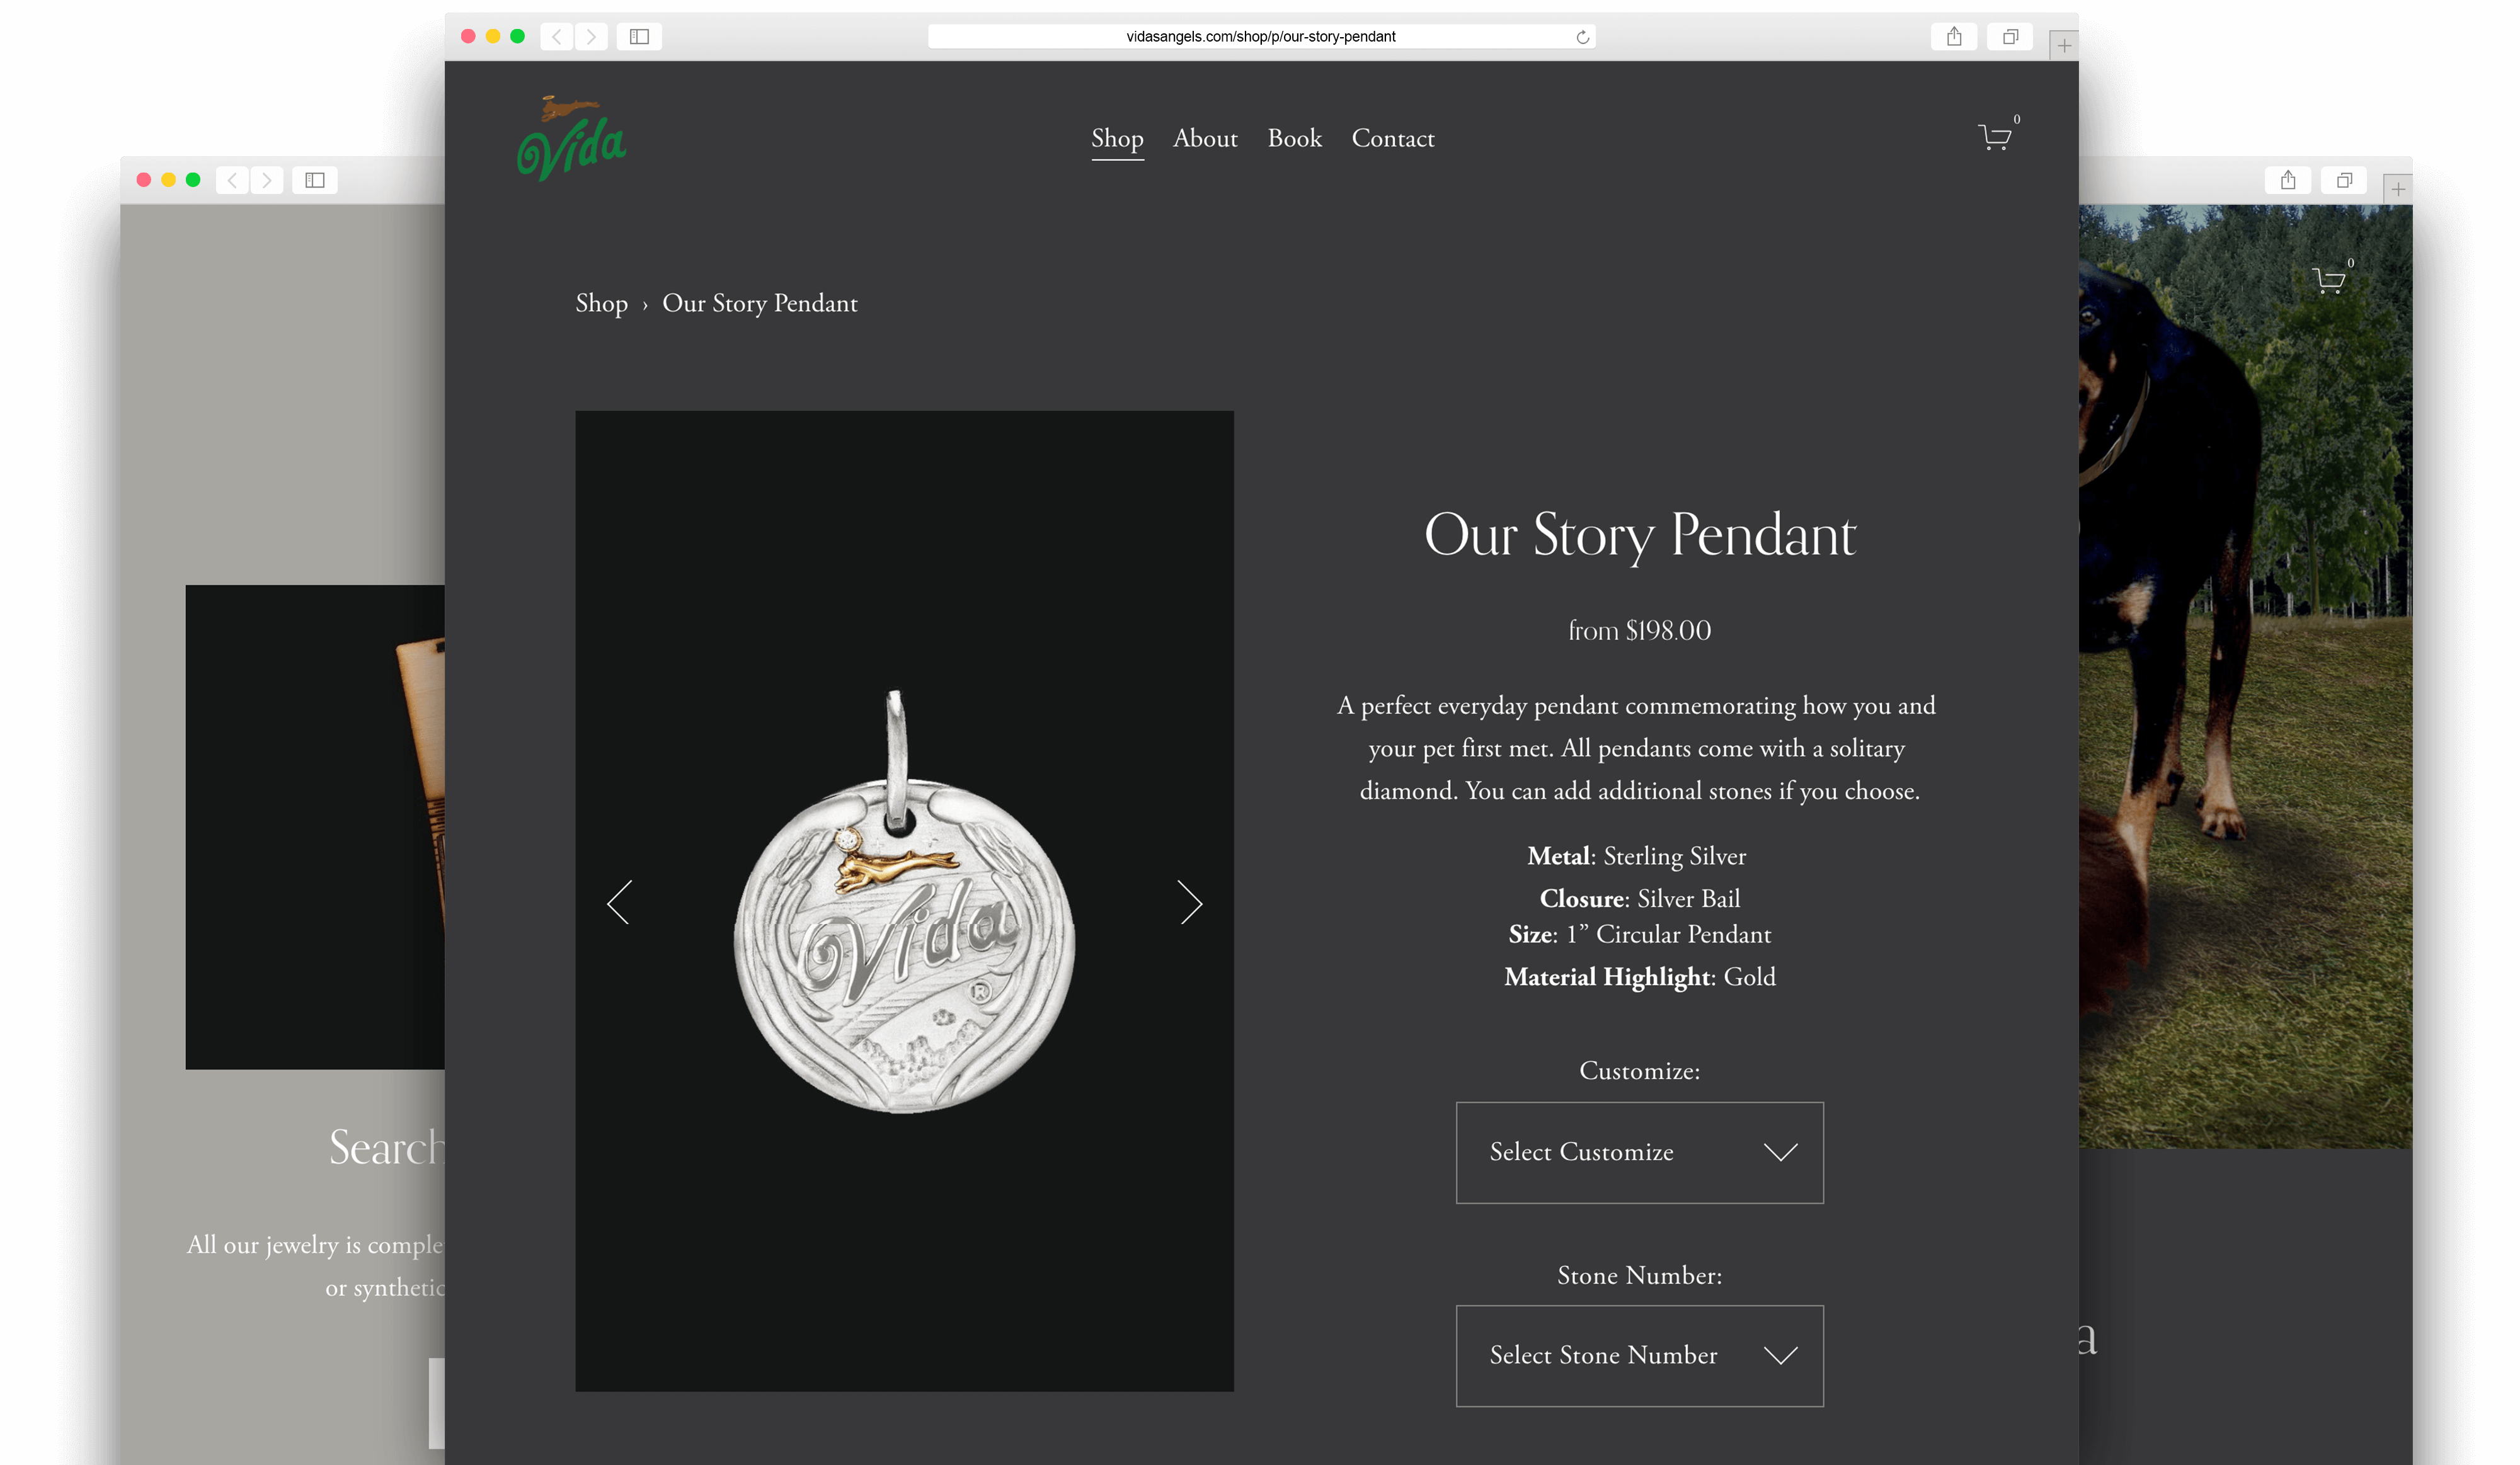 vidasangels.com/shop/p/our-story-pendant
Vida
Shop About Book Contact
0
Shop › Our Story Pendant
Our Story Pendant
from $198.00
A perfect everyday pendant commemorating how you and
your pet first met. All pendants come with a solitary
diamond. You can add additional stones if you choose.
Metal: Sterling Silver
Closure: Silver Bail
Size: 1” Circular Pendant
Material Highlight: Gold
Customize:
Select Customize
Stone Number:
Select Stone Number
Vida
®
Search
All our jewelry is comple
or synthetic
0
a